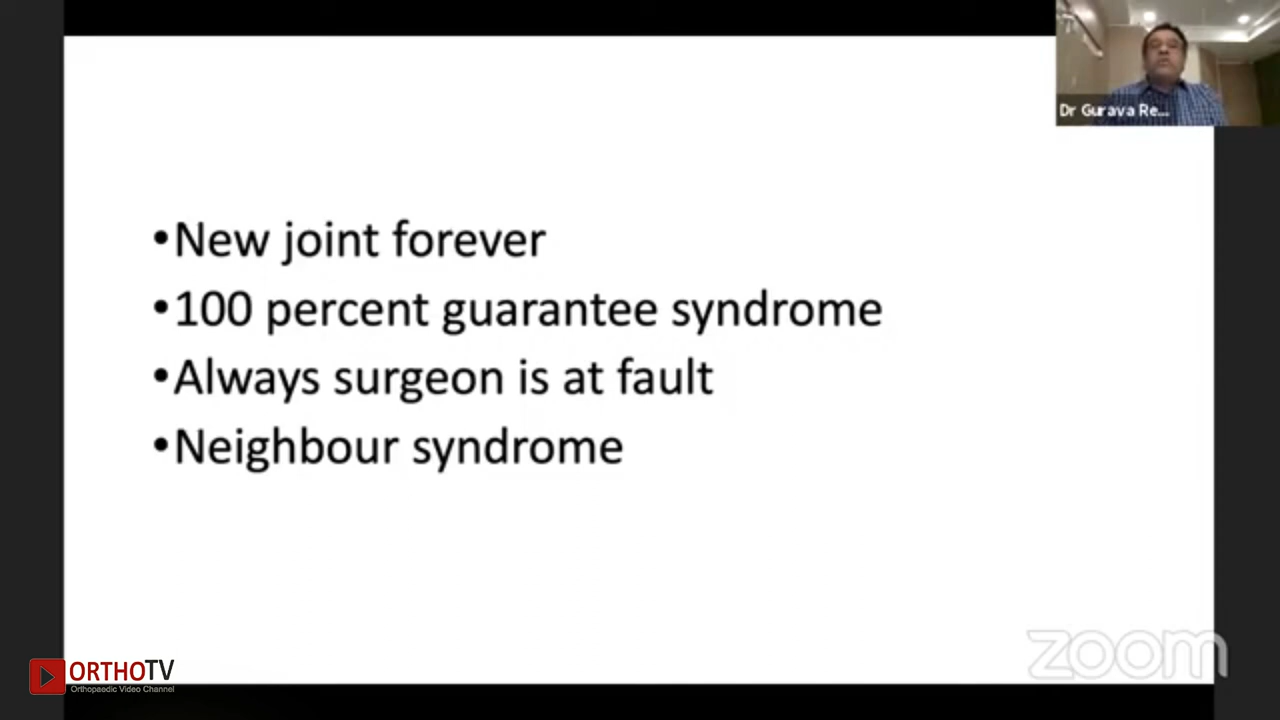 Dr Gurava Re...
•New joint forever
•100 percent guarantee syndrome
•Always surgeon is at fault
•Neighbour syndrome
zoom
ORTHOTV
Orthopaedic Video Channel